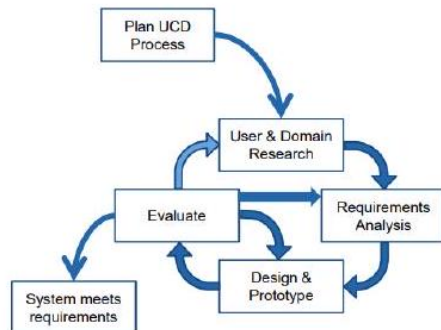 Plan UCD
Process
User & Domain
Research
Evaluate
Requirements
Analysis
Design &
Prototype
System meets
requirements